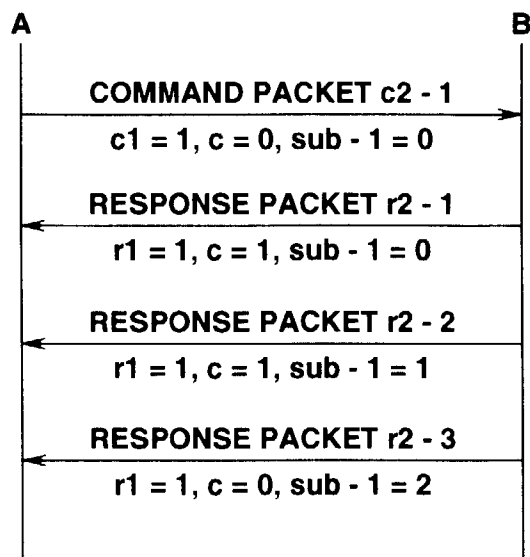 A B
COMMAND PACKET c2 - 1
c1 = 1, c = 0, sub - 1 = 0
RESPONSE PACKET r2 - 1
r1 = 1, c = 1, sub - 1 = 0
RESPONSE PACKET r2 - 2
r1 = 1, c = 1, sub - 1 = 1
RESPONSE PACKET r2 - 3
r1 = 1, c = 0, sub - 1 = 2